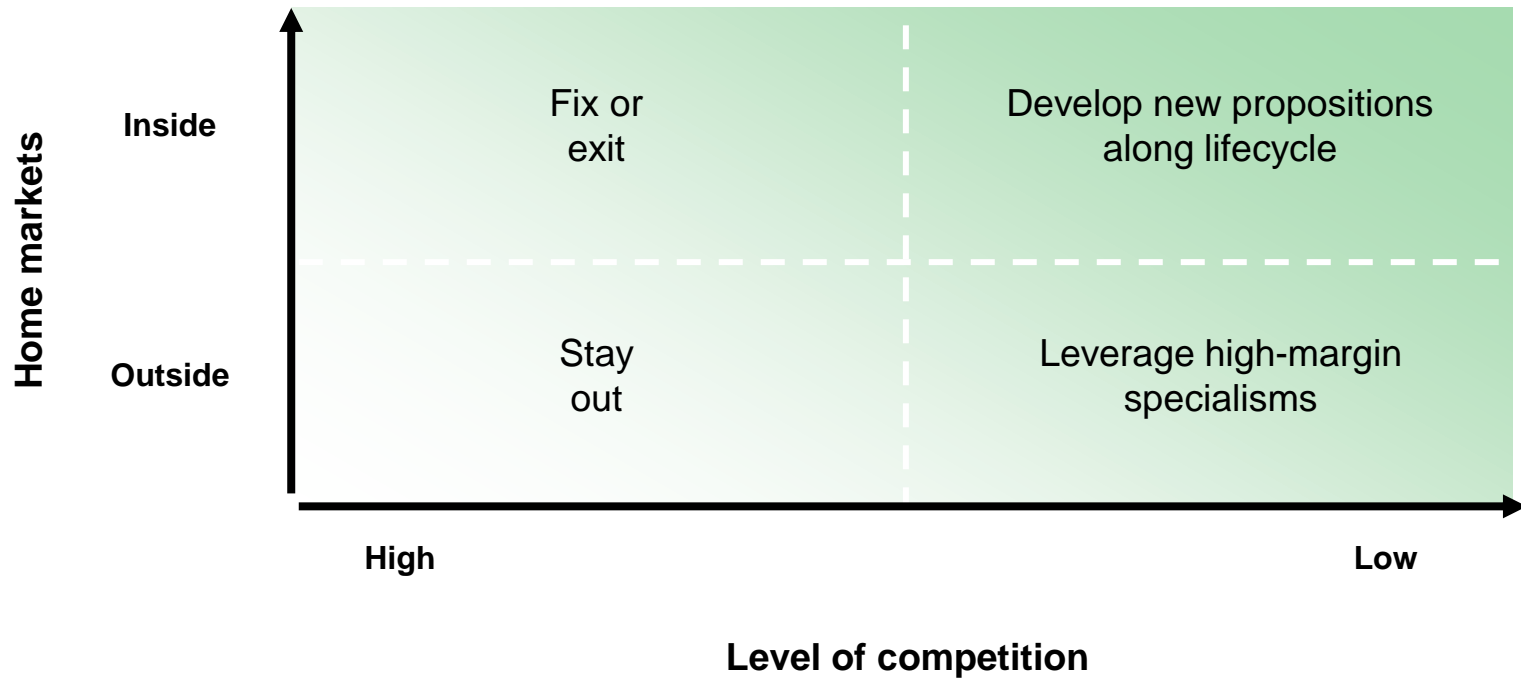 Home markets
Inside
Fix or
exit
Develop new propositions
along lifecycle
Outside
Stay
out
Leverage high-margin
specialisms
High
Low
Level of competition